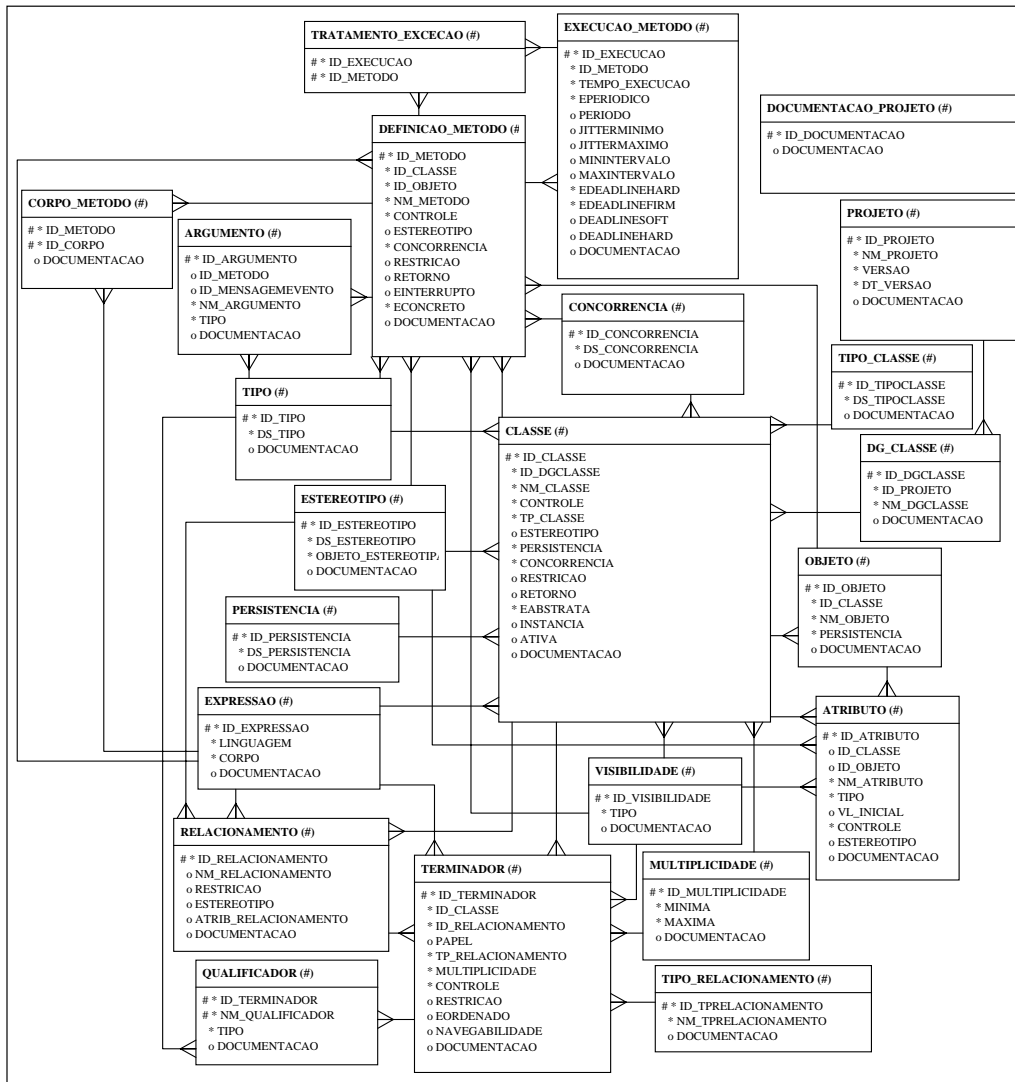 TRATAMENTO_EXCECAO (#)
# * ID_EXECUCAO
# * ID_METODO
EXECUCAO_METODO (#)
# * ID_EXECUCAO
* ID_METODO
* TEMPO_EXECUCAO
* EPERIODICO
o PERIODO
o JITTERMINIMO
o JITTERMAXIMO
o MININTERVALO
o MAXINTERVALO
* EDEADLINEHARD
* EDEADLINEFIRM
o DEADLINESOFT
o DEADLINEHARD
o DOCUMENTACAO
DOCUMENTACAO_PROJETO (#)
# * ID_DOCUMENTACAO
o DOCUMENTACAO
DEFINICAO_METODO (#
# * ID_METODO
* ID_CLASSE
* ID_OBJETO
* NM_METODO
* CONTROLE
o ESTEREOTIPO
* CONCORRENCIA
o RESTRICAO
o RETORNO
o EINTERRUPTO
* ECONCRETO
o DOCUMENTACAO
CORPO_METODO (#)
# * ID_METODO
# * ID_CORPO
o DOCUMENTACAO
ARGUMENTO (#)
# * ID_ARGUMENTO
o ID_METODO
o ID_MENSAGEMEVENTO
* NM_ARGUMENTO
* TIPO
o DOCUMENTACAO
PROJETO (#)
# * ID_PROJETO
* NM_PROJETO
* VERSAO
* DT_VERSAO
o DOCUMENTACAO
CONCORRENCIA (#)
# * ID_CONCORRENCIA
* DS_CONCORRENCIA
o DOCUMENTACAO
TIPO_CLASSE (#)
# * ID_TIPOCLASSE
* DS_TIPOCLASSE
o DOCUMENTACAO
TIPO (#)
# * ID_TIPO
* DS_TIPO
o DOCUMENTACAO
CLASSE (#)
# * ID_CLASSE
* ID_DGCLASSE
* NM_CLASSE
* CONTROLE
* TP_CLASSE
o ESTEREOTIPO
* PERSISTENCIA
* CONCORRENCIA
o RESTRICAO
o RETORNO
* EABSTRATA
o INSTANCIA
o ATIVA
o DOCUMENTACAO
DG_CLASSE (#)
# * ID_DGCLASSE
* ID_PROJETO
* NM_DGCLASSE
o DOCUMENTACAO
ESTEREOTIPO (#)
# * ID_ESTEREOTIPO
* DS_ESTEREOTIPO
* OBJETO_ESTEREOTIPA
o DOCUMENTACAO
OBJETO (#)
# * ID_OBJETO
* ID_CLASSE
* NM_OBJETO
* PERSISTENCIA
o DOCUMENTACAO
PERSISTENCIA (#)
# * ID_PERSISTENCIA
* DS_PERSISTENCIA
o DOCUMENTACAO
EXPRESSAO (#)
# * ID_EXPRESSAO
* LINGUAGEM
* CORPO
o DOCUMENTACAO
ATRIBUTO (#)
# * ID_ATRIBUTO
o ID_CLASSE
o ID_OBJETO
* NM_ATRIBUTO
* TIPO
o VL_INICIAL
* CONTROLE
o ESTEREOTIPO
o DOCUMENTACAO
VISIBILIDADE (#)
# * ID_VISIBILIDADE
* TIPO
o DOCUMENTACAO
RELACIONAMENTO (#)
# * ID_RELACIONAMENTO
o NM_RELACIONAMENTO
o RESTRICAO
o ESTEREOTIPO
o ATRIB_RELACIONAMENTO
o DOCUMENTACAO
TERMINADOR (#)
# * ID_TERMINADOR
* ID_CLASSE
* ID_RELACIONAMENTO
o PAPEL
* TP_RELACIONAMENTO
* MULTIPLICIDADE
* CONTROLE
o RESTRICAO
o EORDENADO
o NAVEGABILIDADE
o DOCUMENTACAO
MULTIPLICIDADE (#)
# * ID_MULTIPLICIDADE
* MINIMA
* MAXIMA
o DOCUMENTACAO
QUALIFICADOR (#)
# * ID_TERMINADOR
# * NM_QUALIFICADOR
* TIPO
o DOCUMENTACAO
TIPO_RELACIONAMENTO (#)
# * ID_TPRELACIONAMENTO
* NM_TPRELACIONAMENTO
o DOCUMENTACAO